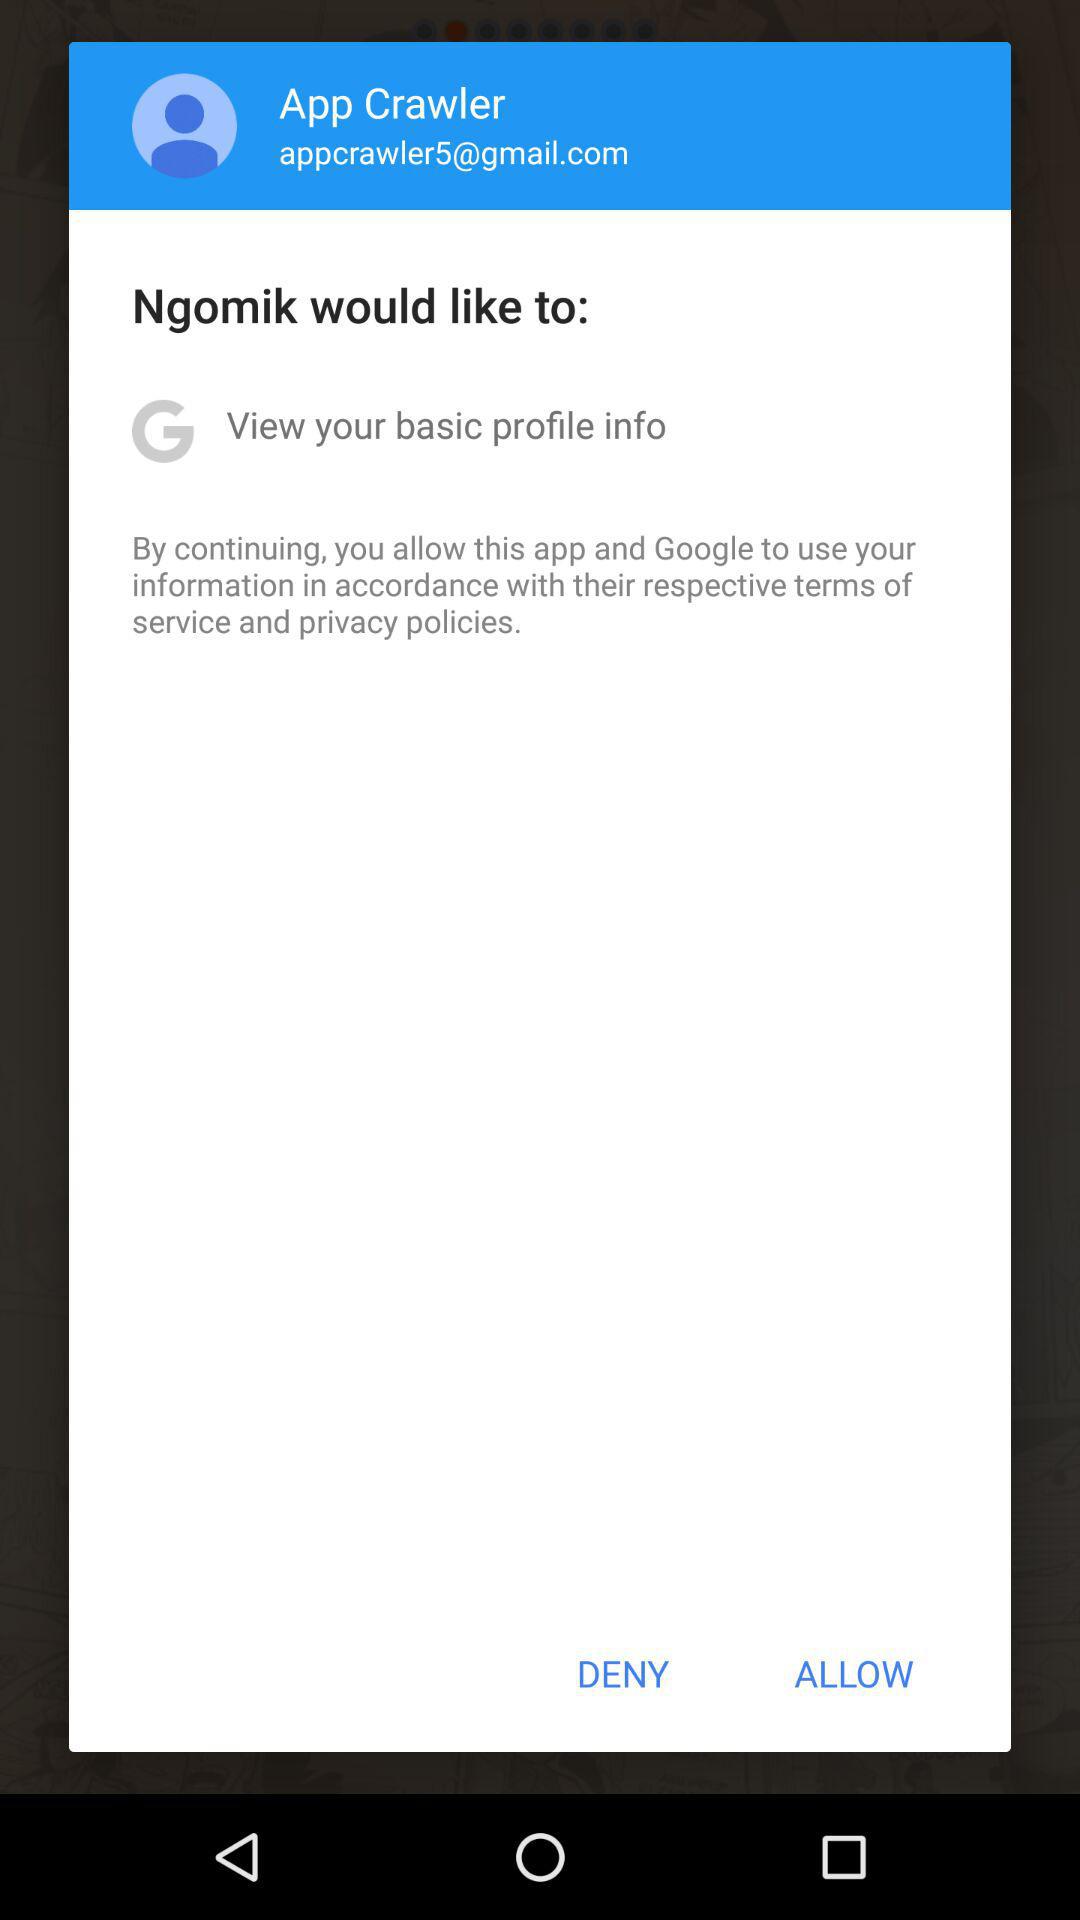 App Crawler
appcrawler5@gmail.com
Ngomik would like to:
View your basic profile info
By continuing, you allow this app and Google to use your
information in accordance with their respective terms of
service and privacy policies.
DENY ALLOW